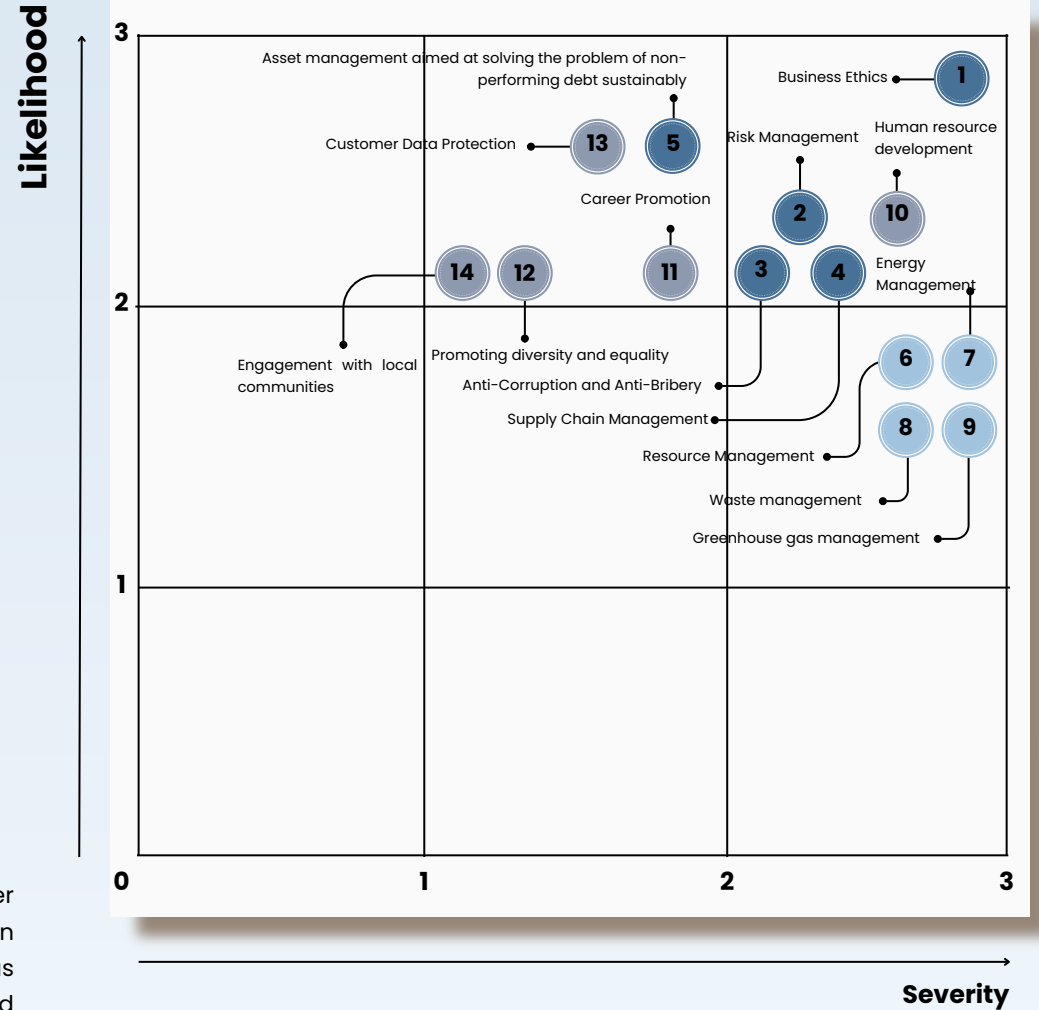 Likelihood
3
Asset management aimed at solving the problem of non-
performing debt sustainably
Business Ethics
1
Customer Data Protection
13
5
Risk Management
Human resource
development
Career Promotion
2
10
14
12
11
3
4
Energy
Management
2
Engagement with local
communities
Promoting diversity and equality
Anti-Corruption and Anti-Bribery
Supply Chain Management
6
7
8
9
Resource Management
Waste management
Greenhouse gas management
1
0
1
2
3
Severity
er
n
d